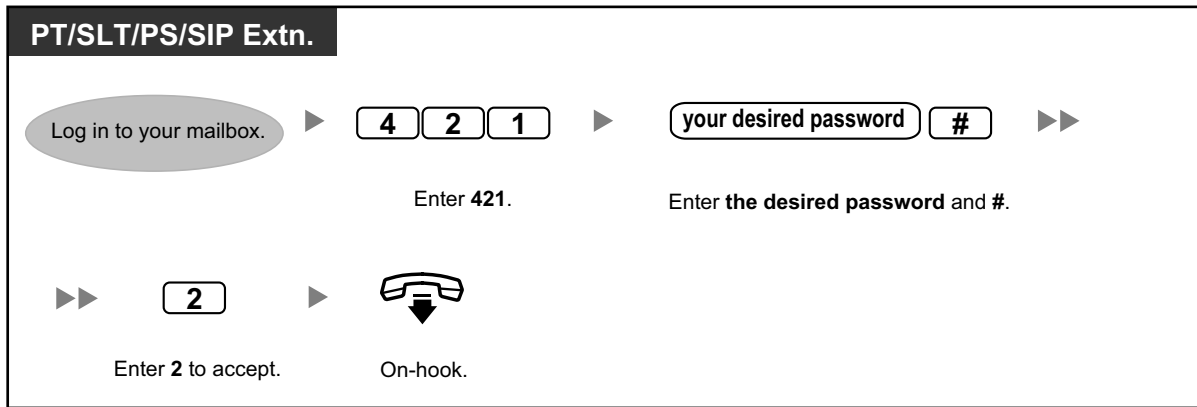 PT/SLT/PS/SIP Extn.
Log in to your mailbox.
4 2 1
your desired password #
Enter 421.
Enter the desired password and #.
2
Enter 2 to accept.
On-hook.